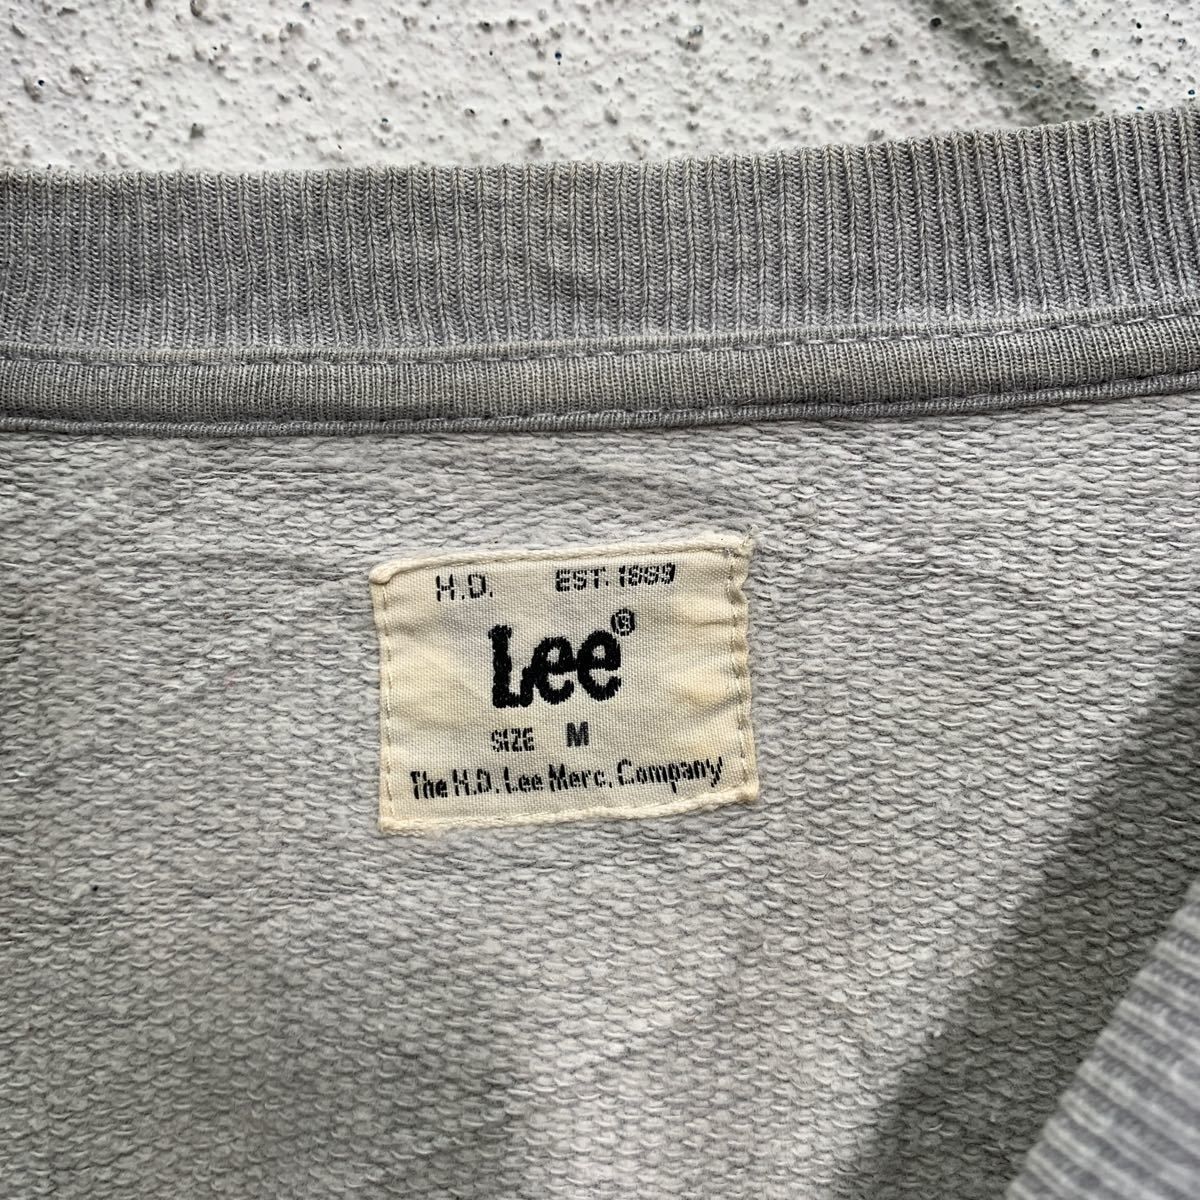 H.D. EST. 1889
Lee®
SIZE M
The H.D. Lee Merc. Company